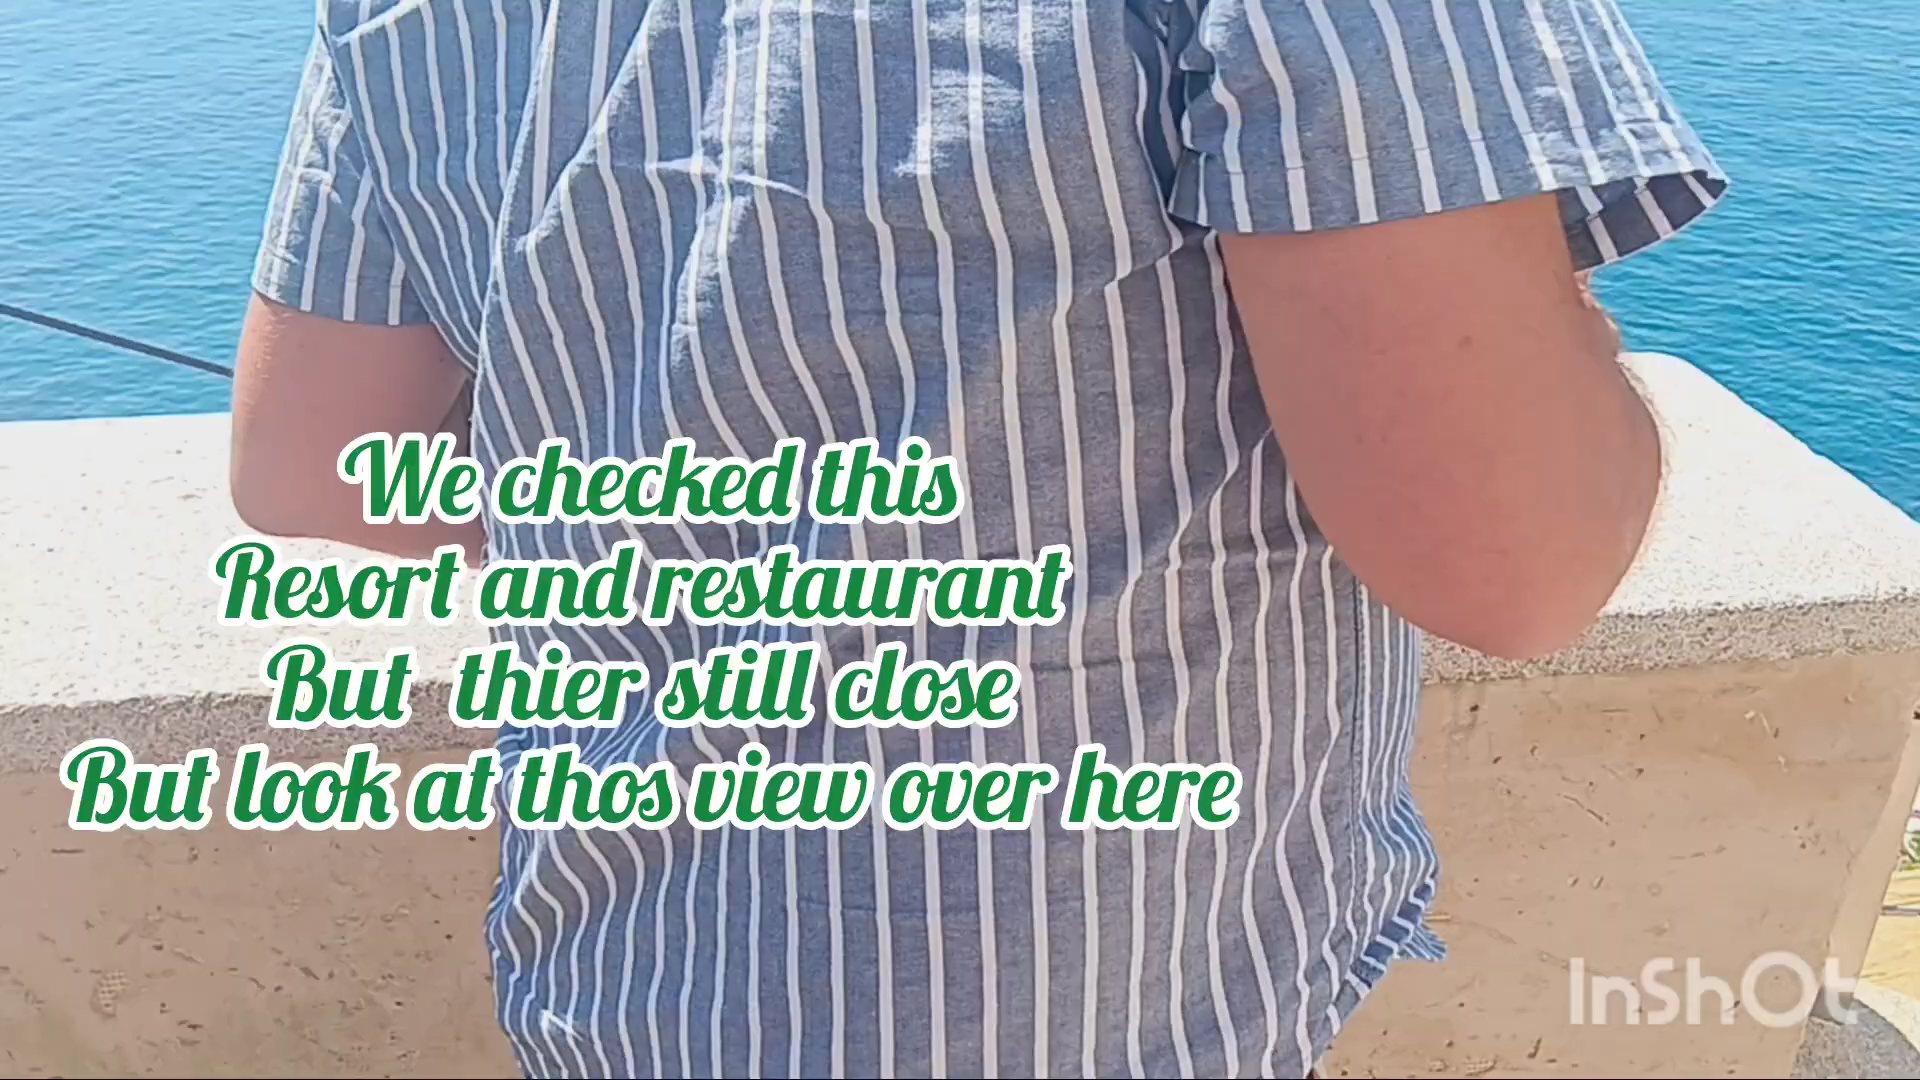 We checked this
Resort and restaurant
But thier still close
But look at thos view over here
InShOt